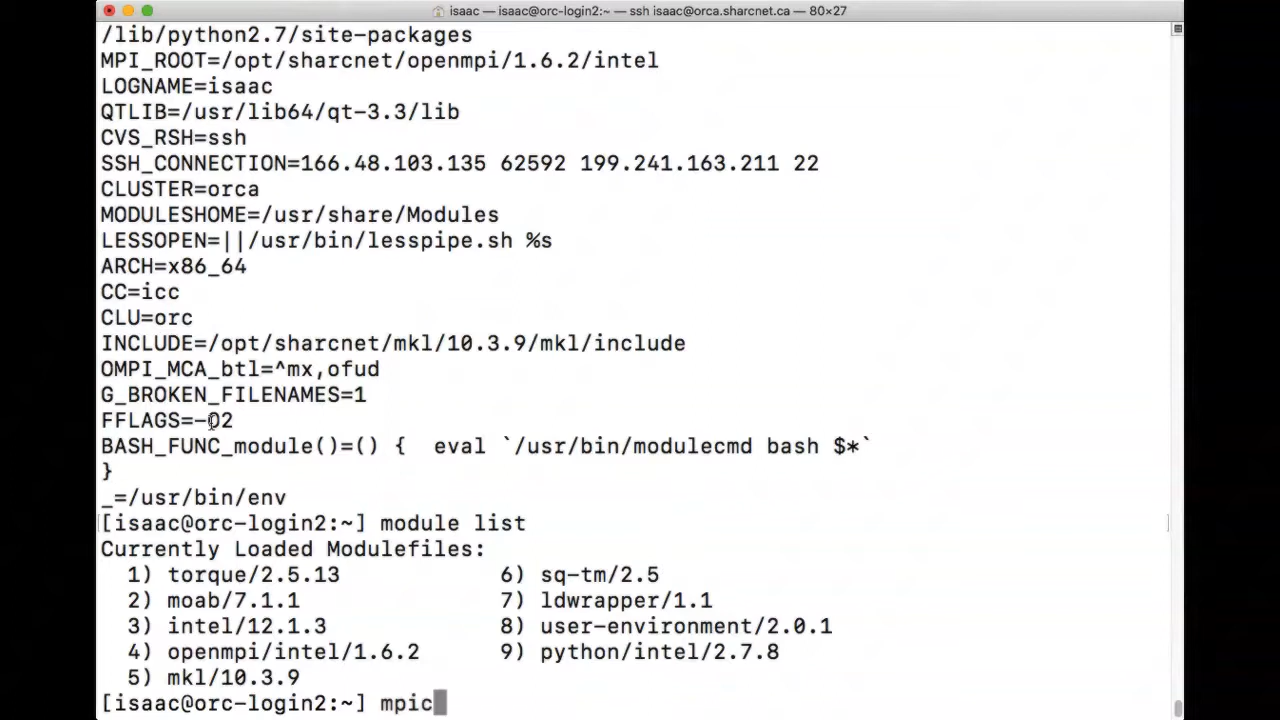 isaac — isaac@orc-login2:~ — ssh isaac@orca.sharcnet.ca — 80×27
/lib/python2.7/site-packages
MPI_ROOT=/opt/sharcnet/openmpi/1.6.2/intel
LOGNAME=isaac
QTLIB=/usr/lib64/qt-3.3/lib
CVS_RSH=ssh
SSH_CONNECTION=166.48.103.135 62592 199.241.163.211 22
CLUSTER=orca
MODULESHOME=/usr/share/Modules
LESSOPEN=||/usr/bin/lesspipe.sh %s
ARCH=x86_64
CC=icc
CLU=orc
INCLUDE=/opt/sharcnet/mkl/10.3.9/mkl/include
OMPI_MCA_btl=^mx,ofud
G_BROKEN_FILENAMES=1
FFLAGS=-O2
BASH_FUNC_module()=() {  eval `/usr/bin/modulecmd bash $*`
}
_=/usr/bin/env
[isaac@orc-login2:~] module list
Currently Loaded Modulefiles:
1) torque/2.5.13 6) sq-tm/2.5
2) moab/7.1.1 7) ldwrapper/1.1
3) intel/12.1.3 8) user-environment/2.0.1
4) openmpi/intel/1.6.2 9) python/intel/2.7.8
5) mkl/10.3.9
[isaac@orc-login2:~] mpic